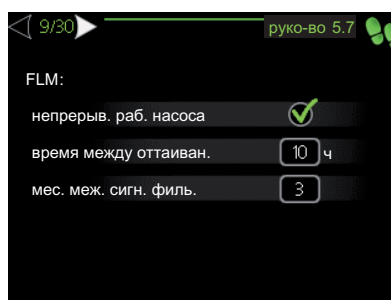 9/30
руко-во 5.7
FLM:
непрерыв. раб. насоса
время между оттаиван. 10 ч
мес. меж. сигн. филь. 3